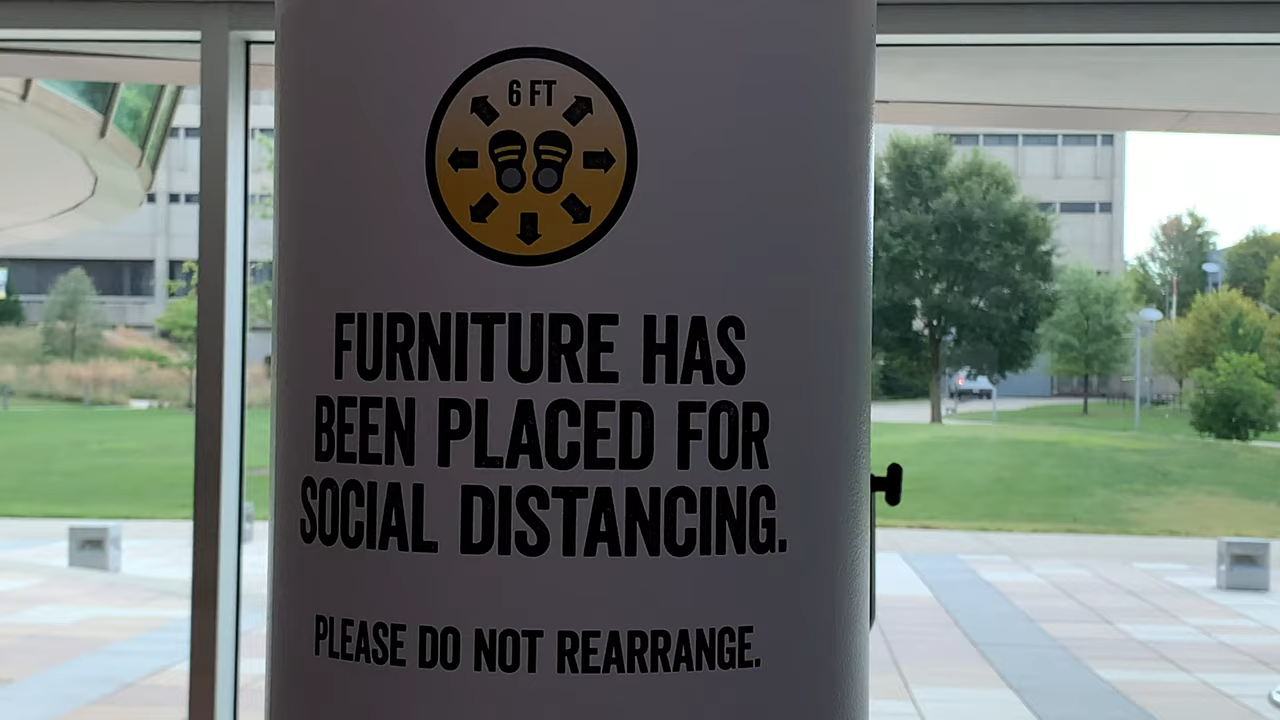 6 FT
FURNITURE HAS
BEEN PLACED FOR
SOCIAL DISTANCING.
PLEASE DO NOT REARRANGE.